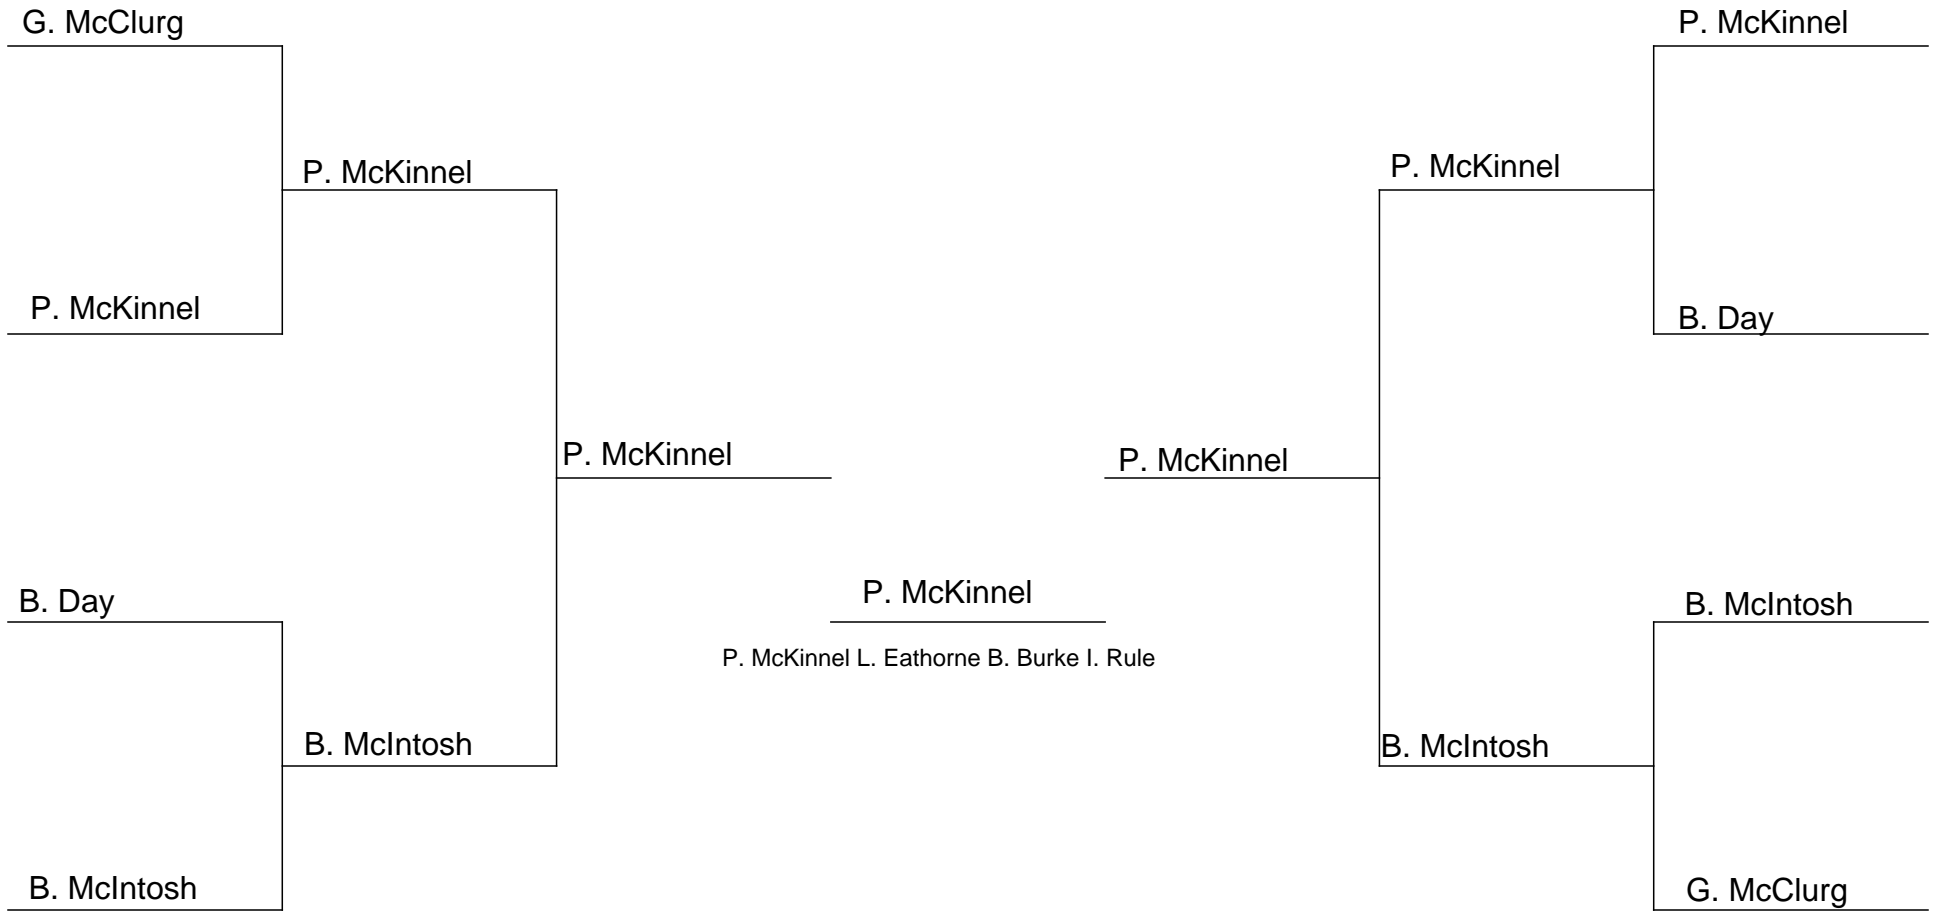 G. McClurg
P. McKinnel
P. McKinnel
P. McKinnel
P. McKinnel
P. McKinnel
B. Day
P. McKinnel
P. McKinnel
P. McKinnel
B. Day
B. McIntosh
P. McKinnel L. Eathorne B. Burke I. Rule
B. McIntosh
B. McIntosh
B. McIntosh
G. McClurg